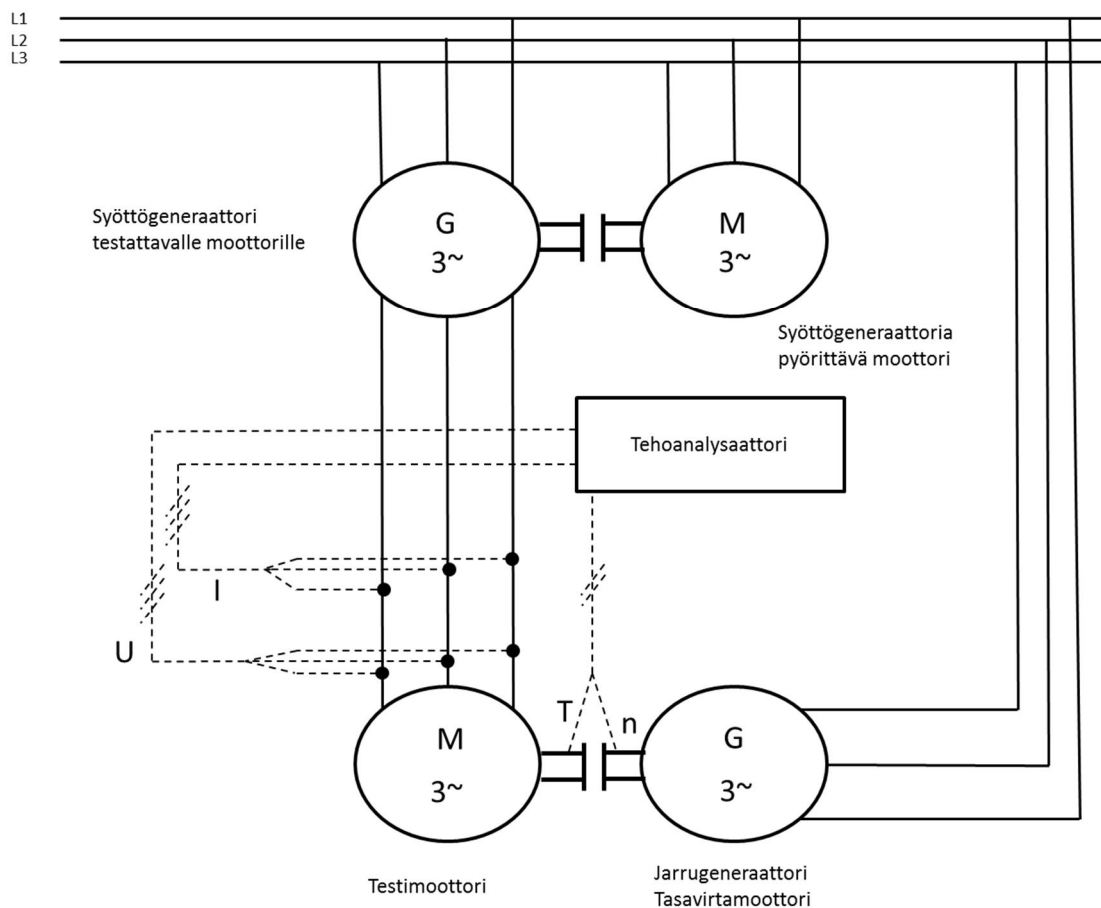 L1
L2
L3
G
3~
M
3~
Syöttögeneraattori
testattavalle moottorille
Syöttögeneraattoria
pyörittävä moottori
Tehoanalysaattori
I
U
T
n
M
3~
G
3~
Testimoottori
Jarrugeneraattori
Tasavirtamoottori